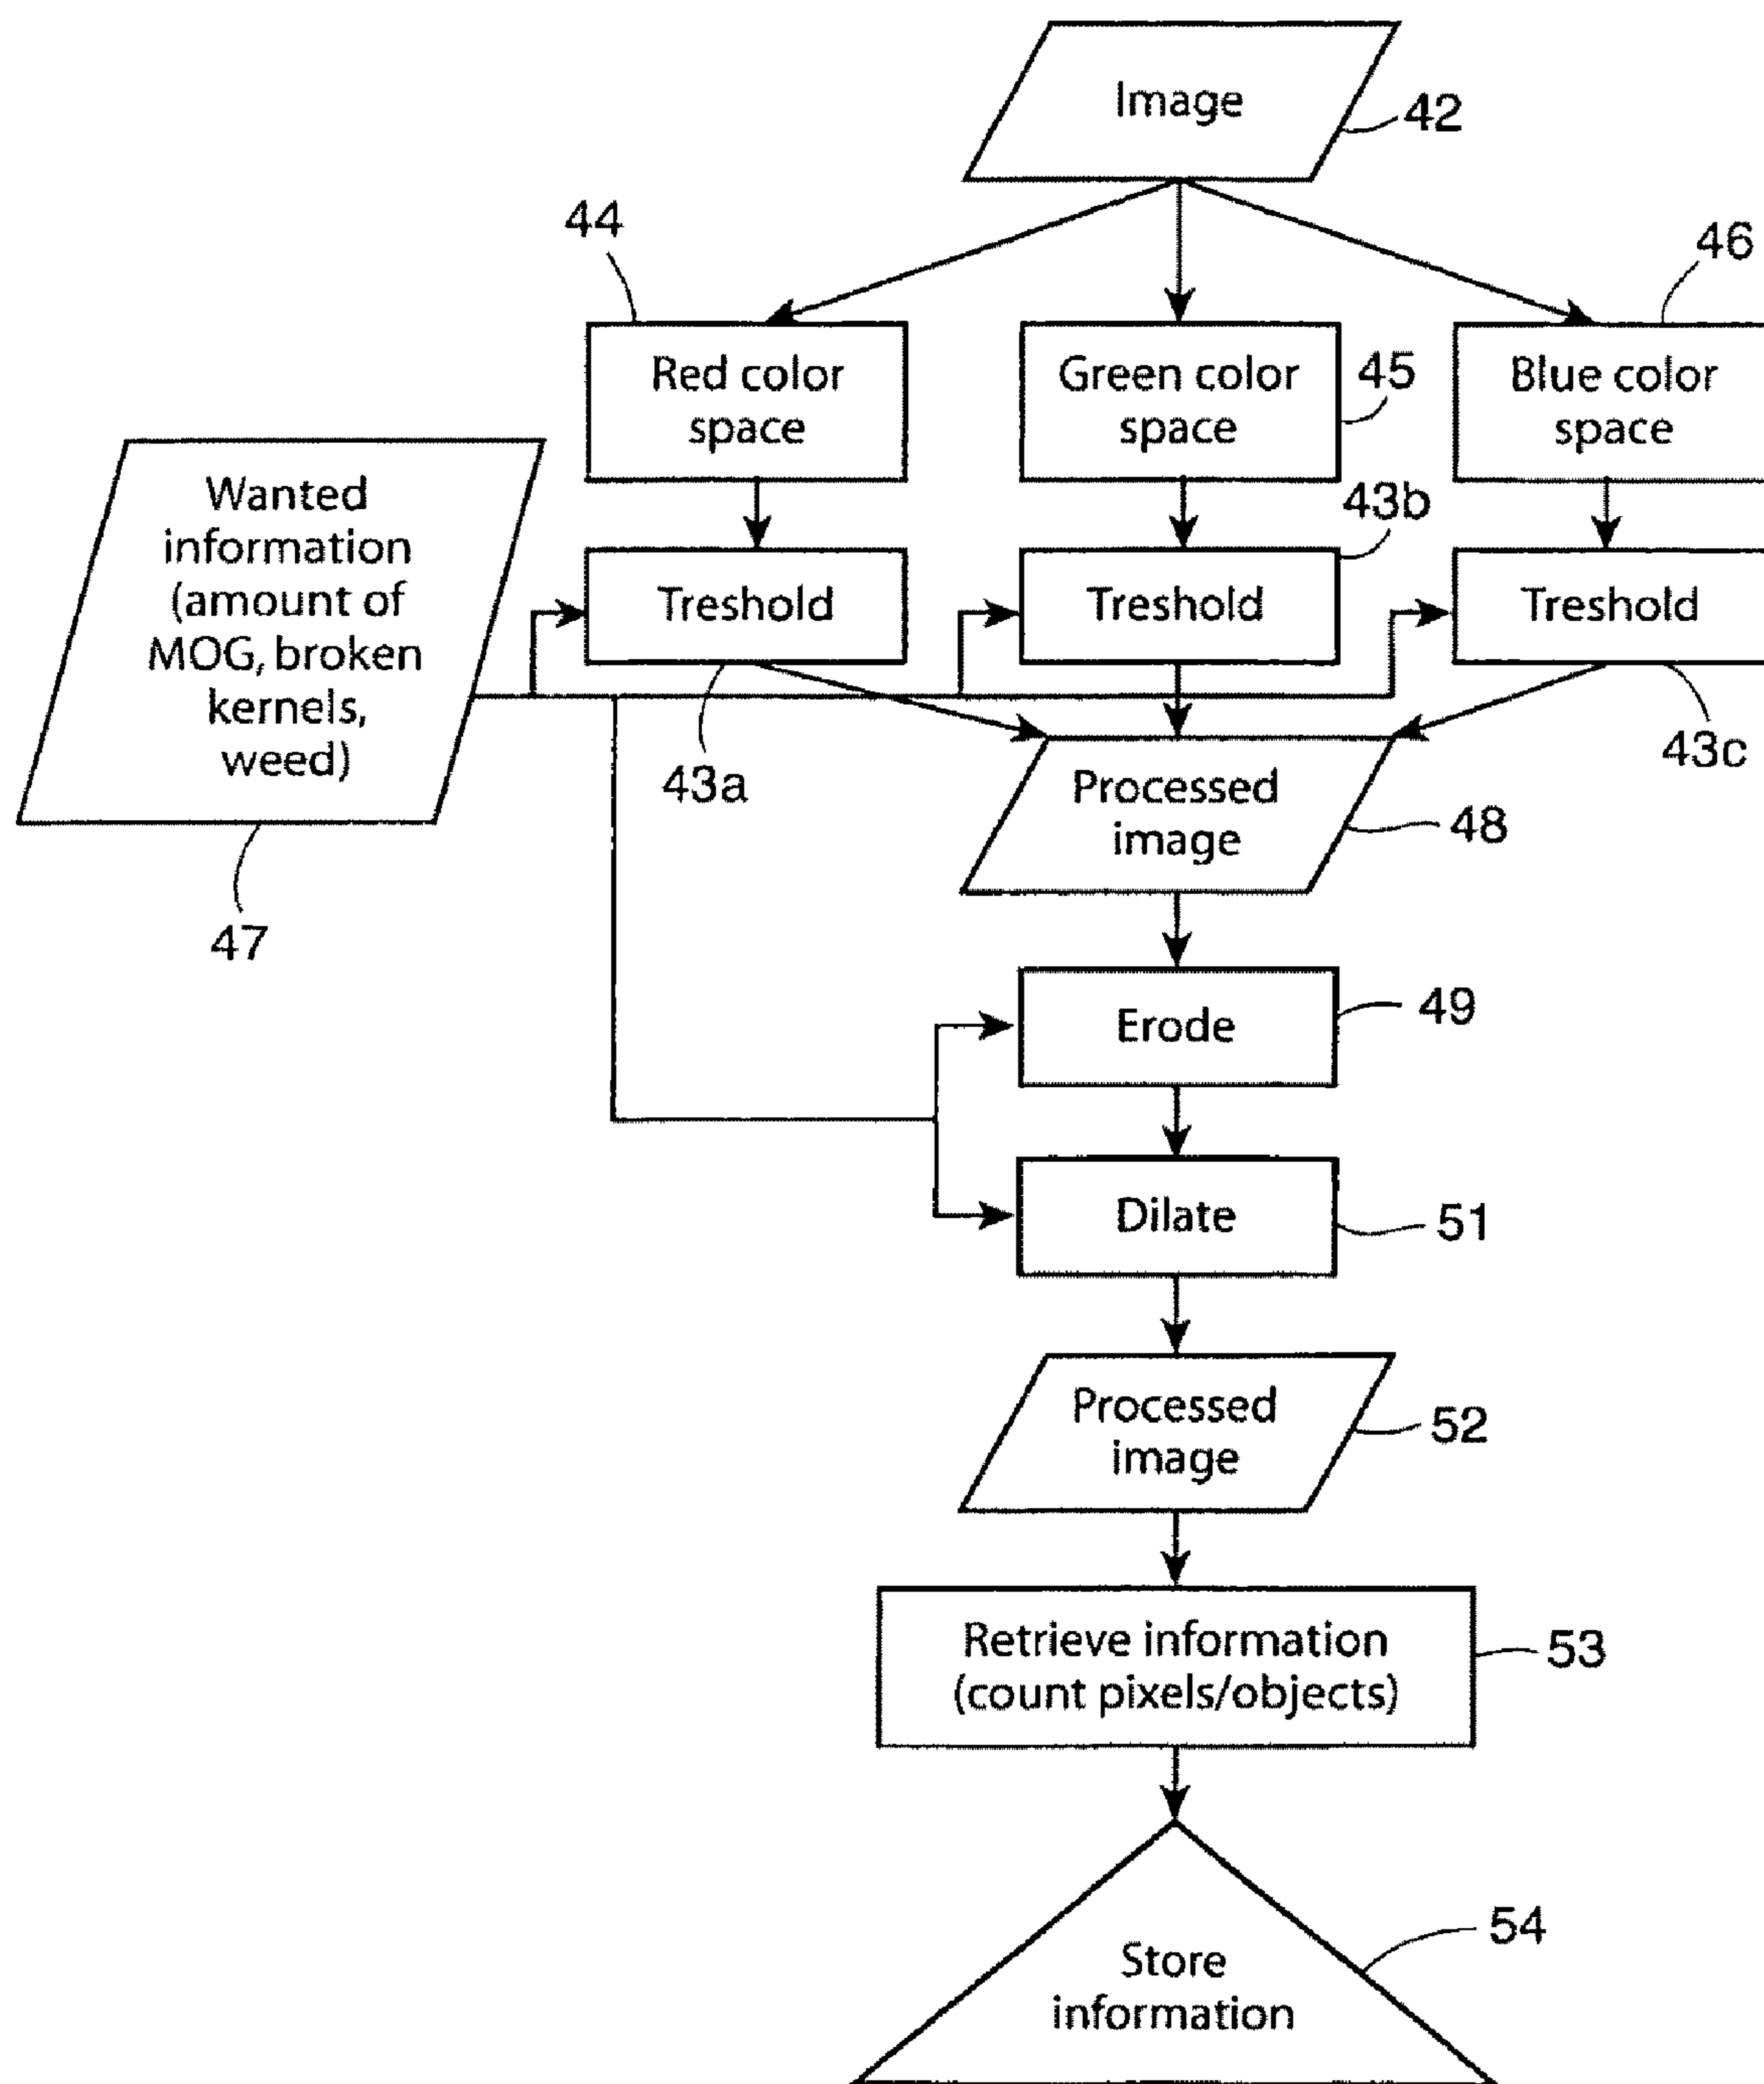 Image
42
44
46
Red color
space
Green color
space
45
Blue color
space
Wanted
information
(amount of
MOG, broken
kernels,
weed)
43b
Treshold
Treshold
Treshold
43a
43c
47
Processed
image
48
Erode
49
Dilate
51
Processed
image
52
Retrieve information
(count pixels/objects)
53
Store
information
54